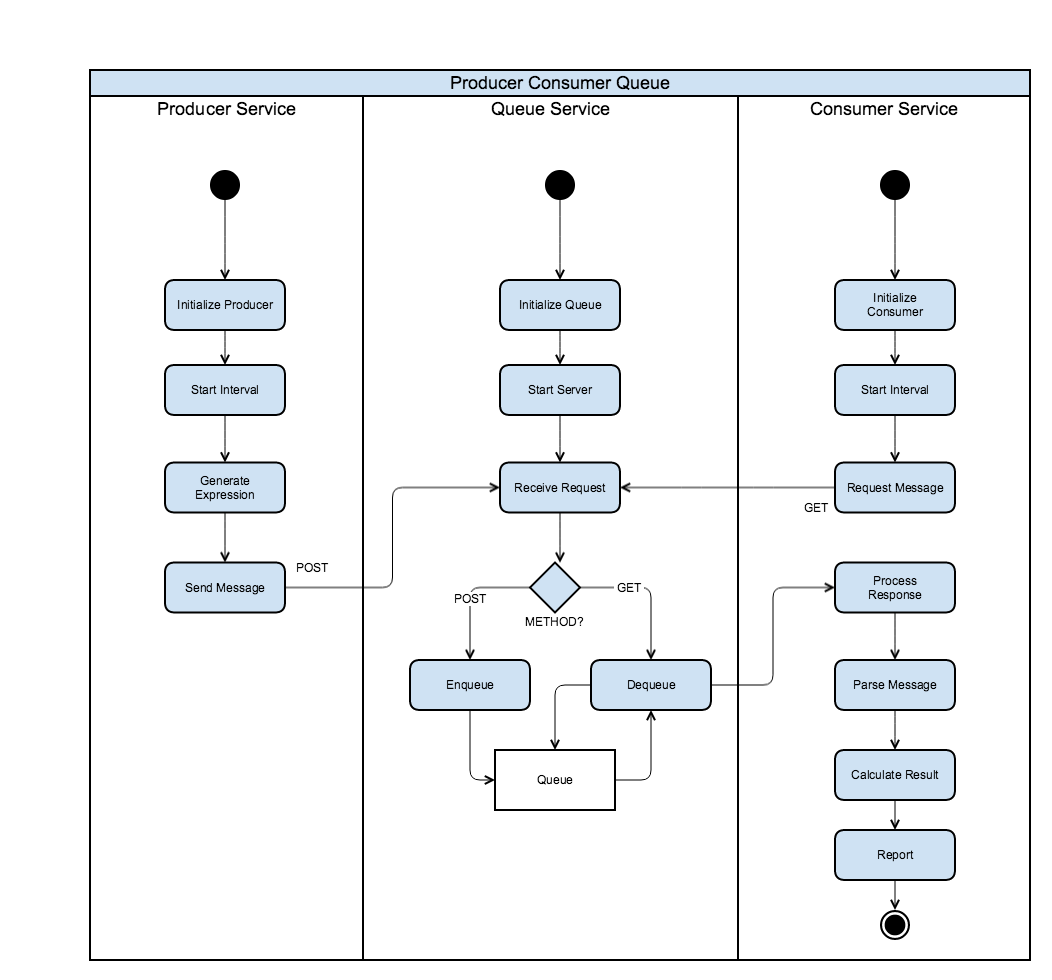 Producer Consumer Queue
Producer Service
Queue Service
Consumer Service
Initialize Producer
Initialize Queue
Initialize
Consumer
Start Interval
Start Server
Start Interval
Generate
Expression
Receive Request
Request Message
GET
Send Message
POST
POST
GET
METHOD?
Process
Response
Enqueue
Dequeue
Parse Message
Queue
Calculate Result
Report